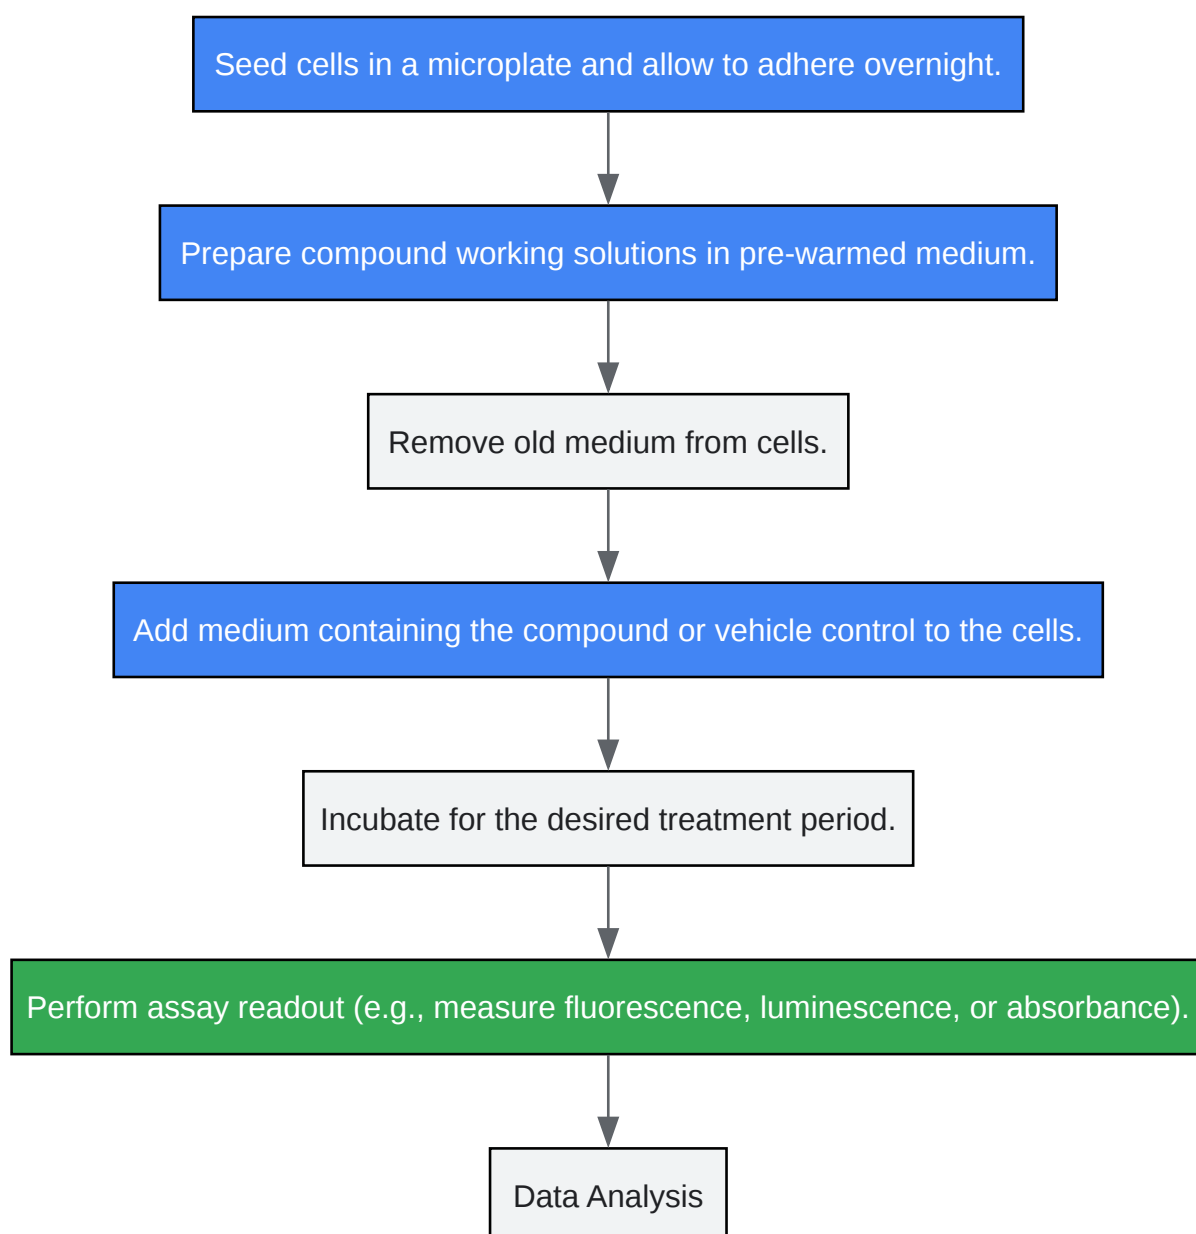 Seed cells in a microplate and allow to adhere overnight.
Prepare compound working solutions in pre-warmed medium.
Remove old medium from cells.
Add medium containing the compound or vehicle control to the cells.
Incubate for the desired treatment period.
Perform assay readout (e.g., measure fluorescence, luminescence, or absorbance).
Data Analysis